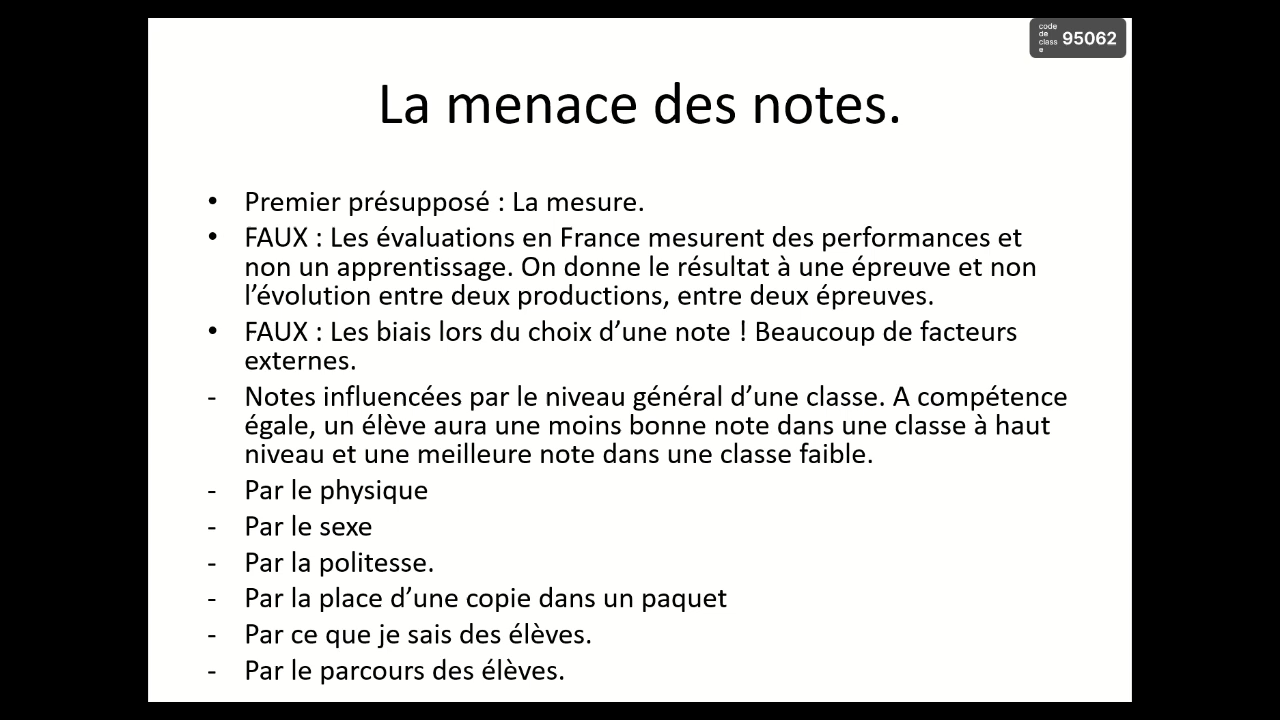 code
de
class
e
95062
La menace des notes.
• Premier présupposé : La mesure.
• FAUX : Les évaluations en France mesurent des performances et
non un apprentissage. On donne le résultat à une épreuve et non
l’évolution entre deux productions, entre deux épreuves.
• FAUX : Les biais lors du choix d’une note ! Beaucoup de facteurs
externes.
- Notes influencées par le niveau général d’une classe. A compétence
égale, un élève aura une moins bonne note dans une classe à haut
niveau et une meilleure note dans une classe faible.
- Par le physique
- Par le sexe
- Par la politesse.
- Par la place d’une copie dans un paquet
- Par ce que je sais des élèves.
- Par le parcours des élèves.